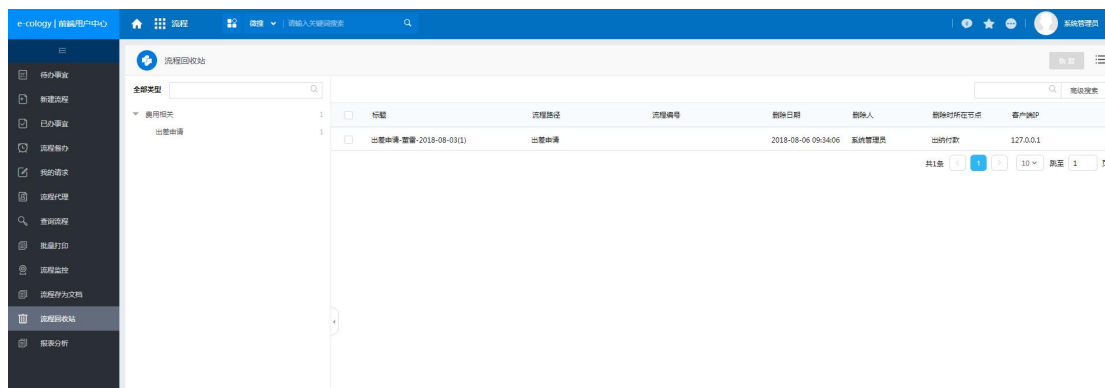 e-cology | 前端用户中心
流程
微搜
请输入关键词搜索
系统管理员
待办事宜
新建流程
已办事宜
流程督办
我的请求
流程代理
查询流程
批量打印
流程监控
流程存为文档
流程回收站
报表分析
流程回收站
恢复
全部类型
高级搜索
费用相关 1
出差申请 1
标题 流程路径 流程编号 删除日期 删除人 删除时所在节点 客户端IP
出差申请-董雷-2018-08-03(1) 出差申请 2018-08-06 09:34:06 系统管理员 出纳付款 127.0.0.1
共1条 1 10 跳至 1